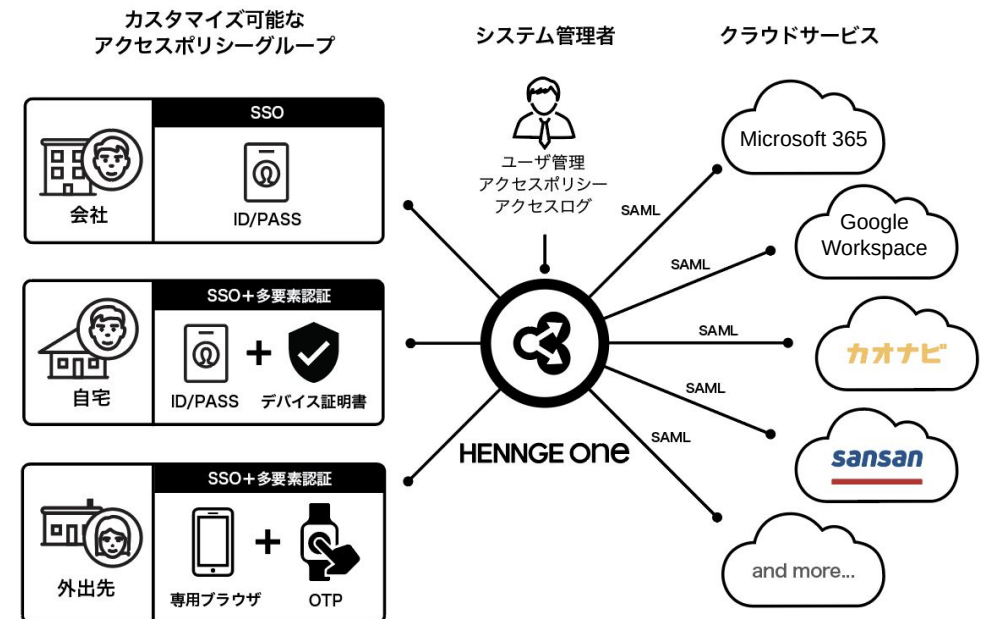 カスタマイズ可能な
アクセスポリシーグループ
システム管理者
クラウドサービス
SSO
ID/PASS
会社
SSO＋多要素認証
ID/PASS
+
デバイス証明書
自宅
SSO＋多要素認証
専用ブラウザ
+
OTP
外出先
ユーザ管理
アクセスポリシー
アクセスログ
HENNGE one
SAML
SAML
SAML
SAML
SAML
Microsoft 365
Google
Workspace
カオナビ
sansan
and more...